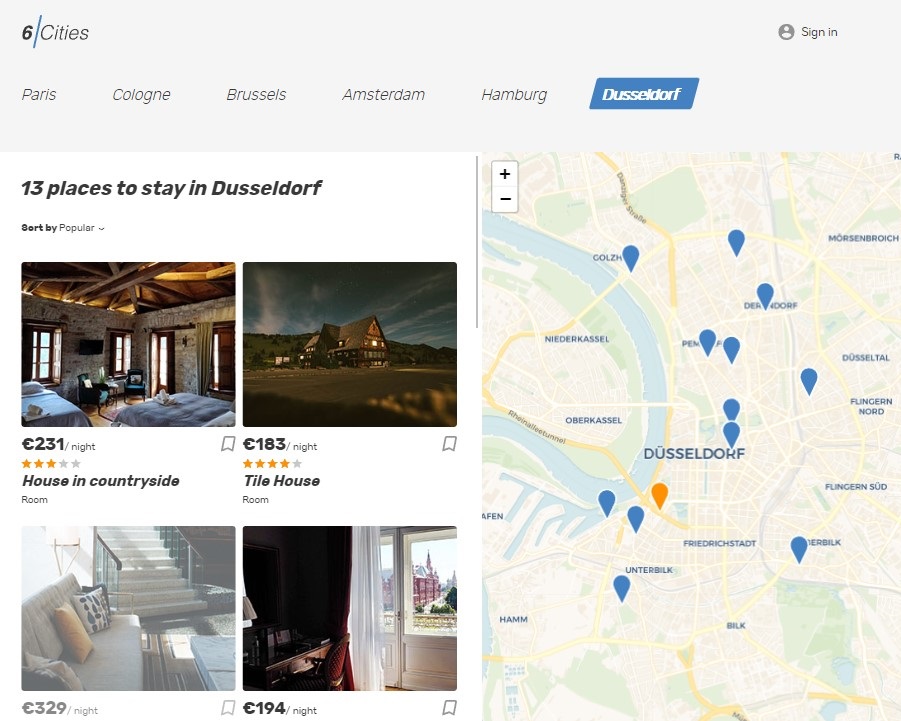 6 Cities
Sign in
Paris Cologne Brussels Amsterdam Hamburg Dusseldorf
13 places to stay in Dusseldorf
Sort by Popular
€231/ night
House in countryside
Room
€183/ night
Tile House
Room
€329/ night
€194/ night
+
−
Danziger Straße
MÖRSENBROICH
GOLZH
NIEDERKASSEL
DÜSSELTAL
FLINGERN
NORD
OBERKASSEL
Rheinalleetunnel
DÜSSELDORF
FLINGERN SÜD
AFEN
FRIEDRICHSTADT
ERBILK
UNTERBILK
HAMM
BILK